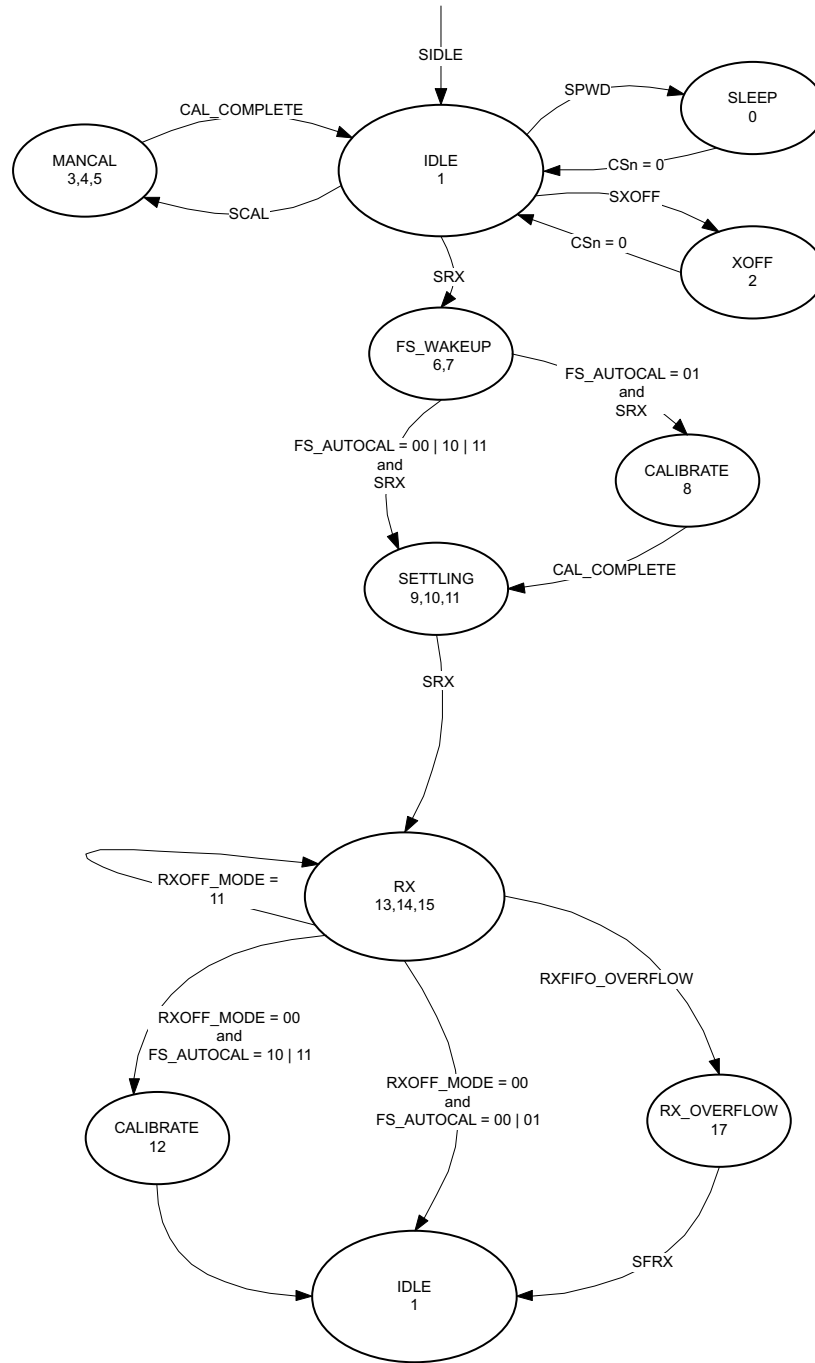 SIDLE
SPWD
SLEEP
0
CAL_COMPLETE
MANCAL
3,4,5
IDLE
1
CSn = 0
SCAL
SXOFF
CSn = 0
XOFF
2
SRX
FS_WAKEUP
6,7
FS_AUTOCAL = 01
and
SRX
FS_AUTOCAL = 00 | 10 | 11
and
SRX
CALIBRATE
8
SETTLING
9,10,11
CAL_COMPLETE
SRX
RXOFF_MODE =
11
RX
13,14,15
RXFIFO_OVERFLOW
RXOFF_MODE = 00
and
FS_AUTOCAL = 10 | 11
RXOFF_MODE = 00
and
FS_AUTOCAL = 00 | 01
CALIBRATE
12
RX_OVERFLOW
17
SFRX
IDLE
1